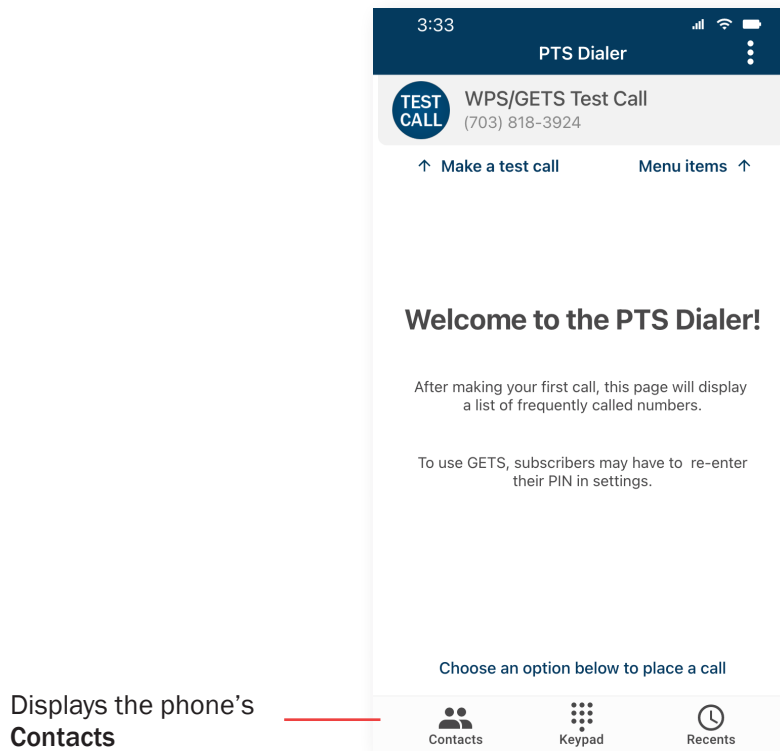 3:33
PTS Dialer
TEST
CALL
WPS/GETS Test Call
(703) 818-3924
↑ Make a test call
Menu items ↑
Welcome to the PTS Dialer!
After making your first call, this page will display
a list of frequently called numbers.
To use GETS, subscribers may have to re-enter
their PIN in settings.
Choose an option below to place a call
Displays the phone's
Contacts
Contacts
Keypad
Recents